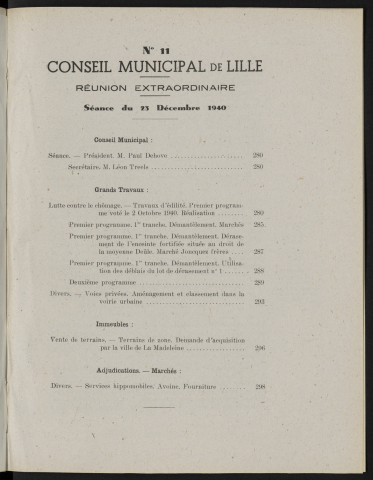 N° 11
CONSEIL MUNICIPAL DE LILLE
RÉUNION EXTRAORDINAIRE
Séance du 23 Décembre 1940
Conseil Municipal :
Séance. — Président. M. Paul Dehove ........................ 280
Secrétaire. M. Léon Treels ........................ 280
Grands Travaux :
Lutte contre le chômage. — Travaux d'édilité. Premier program-
me voté le 2 Octobre 1940. Réalisation ................ 280
Premier programme. 1re tranche. Démantèlement. Marchés 285
Premier programme. 1re tranche. Démantèlement. Dérase-
ment de l'enceinte fortifiée située au droit de
la moyenne Deûle. Marché Joncquez frères .... 287
Premier programme. 1re tranche. Démantèlement. Utilisa-
tion des déblais du lot de dérasement n° 1 ...... 288
Deuxième programme ................................ 289
Divers. — Voies privées. Aménagement et classement dans la
voirie urbaine ........................................ 293
Immeubles :
Vente de terrains. — Terrains de zone. Demande d'acquisition
par la ville de La Madeleine .................... 296
Adjudications. — Marchés :
Divers. — Services hippomobiles. Avoine. Fourniture ........ 298